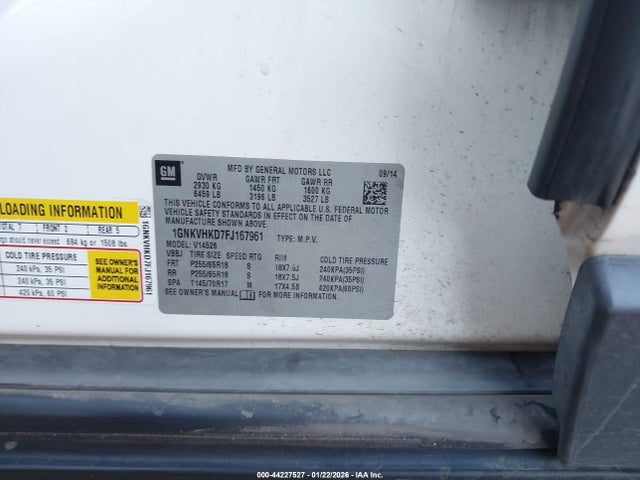 GM
MFD BY GENERAL MOTORS LLC
09/14
GVWR GAWR FRT GAWR RR
2930 KG 1450 KG 1600 KG
6459 LB 3196 LB 3527 LB
THIS VEHICLE CONFORMS TO ALL APPLICABLE U.S. FEDERAL MOTOR
VEHICLE SAFETY AND THEFT PREVENTION STANDARDS IN EFFECT ON THE DATE OF
MANUFACTURE SHOWN ABOVE.
1GNKVHKD7FJ167961 TYPE: M.P.V.
MODEL: V14526
VBBJ TIRE SIZE SPEED RTG RIM COLD TIRE PRESSURE
FRT P255/65R18 S 18X7.5J 240KPA(35PSI)
RR P255/65R18 S 18X7.5J 240KPA(35PSI)
SPA T145/70R17 M 17X4.5B 420KPA(60PSI)
SEE OWNER'S MANUAL FOR MORE INFORMATION.
LOADING INFORMATION
TOTAL 7 FRONT 2 REAR 5
exceed 684 kg or 1508 lbs.
COLD TIRE PRESSURE
240 kPa, 35 PSI
240 kPa, 35 PSI
420 kPa, 60 PSI
SEE OWNER'S
MANUAL FOR
ADDITIONAL
INFORMATION
1GNKVHKD7FJ167961
000-44227527 - 01/22/2026 - IAA Inc.